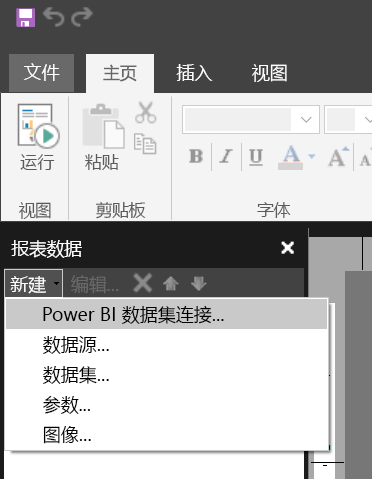 文件 主页 插入 视图
运行 粘贴 B I U A A A
视图 剪贴板 字体
报表数据
新建 编辑...
Power BI 数据集连接...
数据源...
数据集...
参数...
图像...